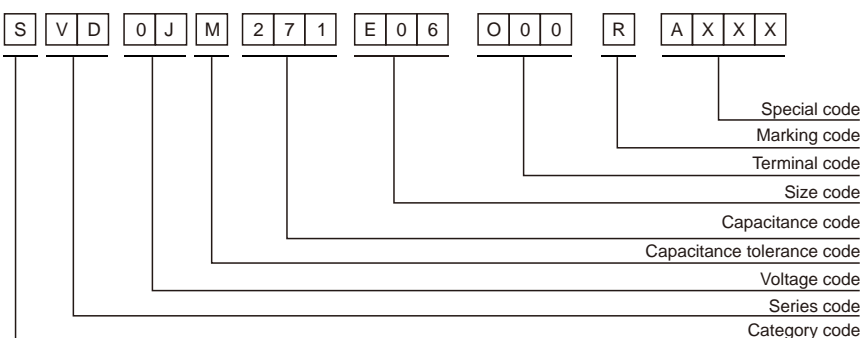 S V D 0 J M 2 7 1 E 0 6 O 0 0 R A X X X
Special code
Marking code
Terminal code
Size code
Capacitance code
Capacitance tolerance code
Voltage code
Series code
Category code